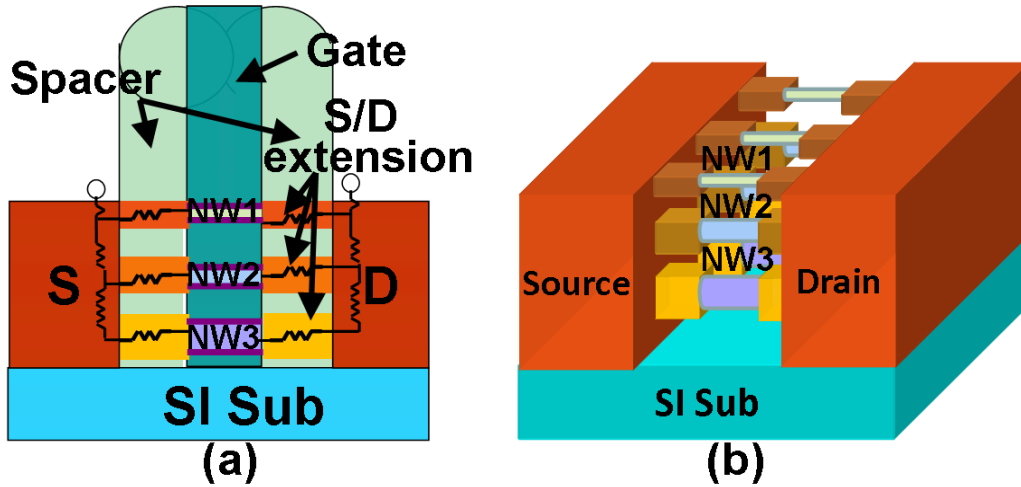 Gate
Spacer
S/D
extension
NW1
NW2
NW3
S
D
SI Sub
(a)
NW1
NW2
NW3
Source
Drain
SI Sub
(b)